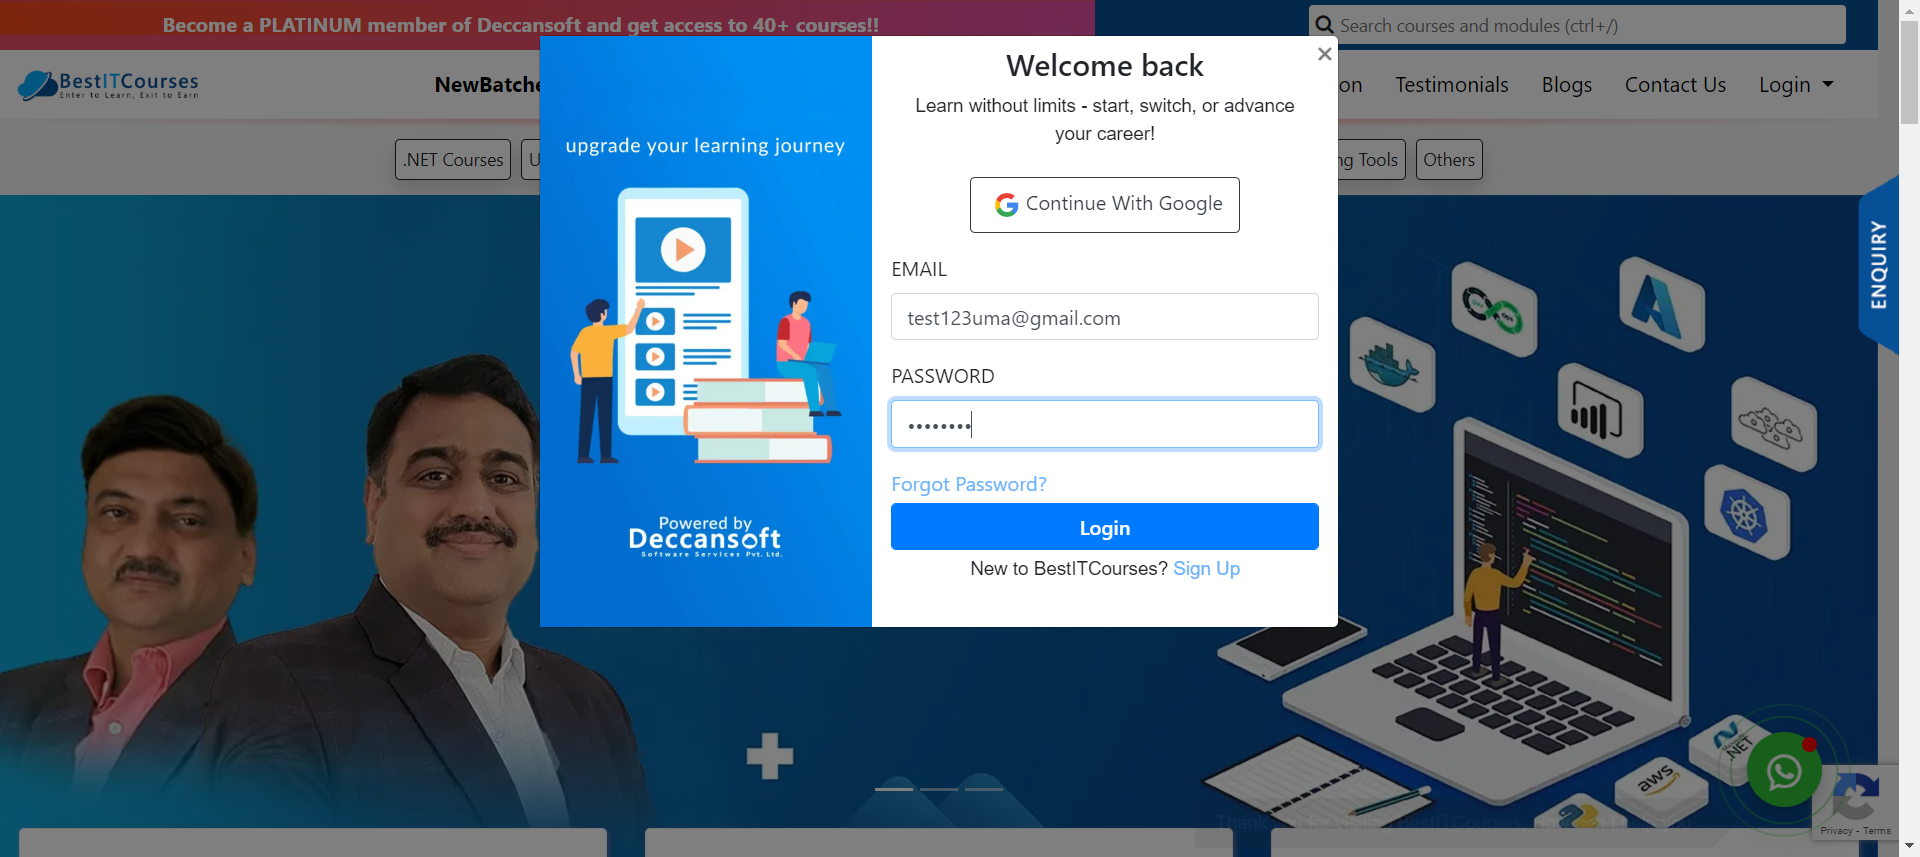 Become a PLATINUM member of Deccansoft and get access to 40+ courses!!
Search courses and modules (ctrl+/)
BestITCourses
Enter to Learn, Exit to Earn
NewBatche
on
Testimonials
Blogs
Contact Us
Login
.NET Courses
U
ng Tools
Others
upgrade your learning journey
Powered by
Deccansoft
Software Services Pvt. Ltd.
Welcome back
Learn without limits - start, switch, or advance
your career!
Continue With Google
EMAIL
test123uma@gmail.com
PASSWORD
••••••••
Forgot Password?
Login
New to BestITCourses? Sign Up
ENQUIRY
.NET
aws
Privacy - Terms